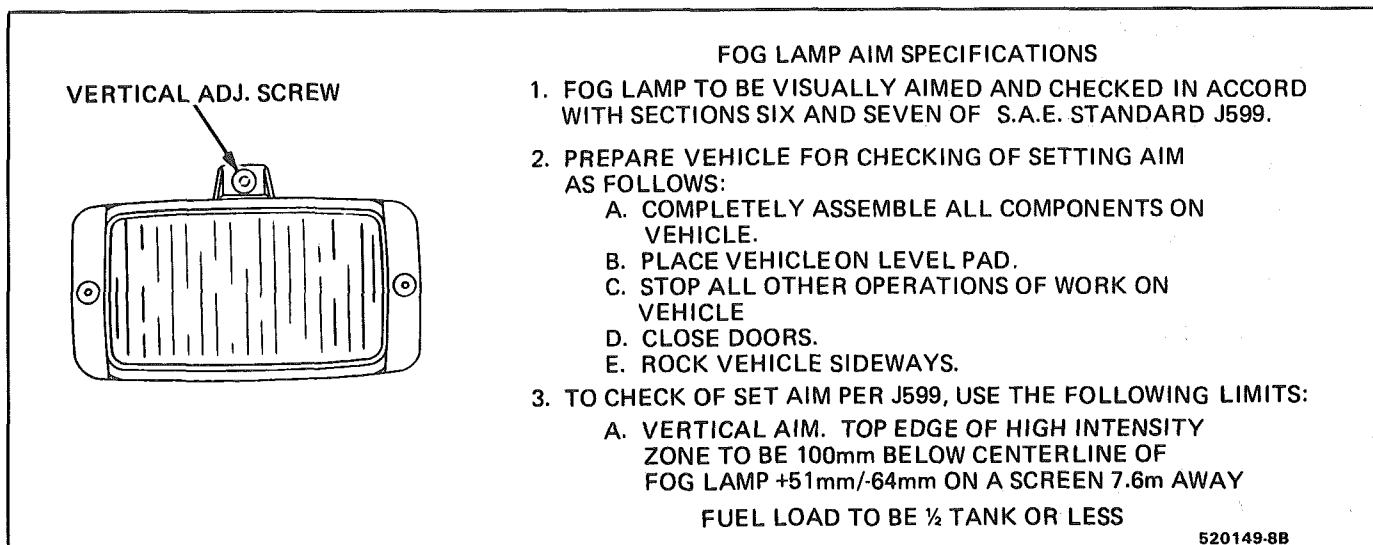 VERTICAL ADJ. SCREW
FOG LAMP AIM SPECIFICATIONS
1. FOG LAMP TO BE VISUALLY AIMED AND CHECKED IN ACCORD
WITH SECTIONS SIX AND SEVEN OF S.A.E. STANDARD J599.
2. PREPARE VEHICLE FOR CHECKING OF SETTING AIM
AS FOLLOWS:
A. COMPLETELY ASSEMBLE ALL COMPONENTS ON
VEHICLE.
B. PLACE VEHICLE ON LEVEL PAD.
C. STOP ALL OTHER OPERATIONS OF WORK ON
VEHICLE
D. CLOSE DOORS.
E. ROCK VEHICLE SIDEWAYS.
3. TO CHECK OF SET AIM PER J599, USE THE FOLLOWING LIMITS:
A. VERTICAL AIM. TOP EDGE OF HIGH INTENSITY
ZONE TO BE 100mm BELOW CENTERLINE OF
FOG LAMP +51mm/-64mm ON A SCREEN 7.6m AWAY
FUEL LOAD TO BE ½ TANK OR LESS
520149-8B